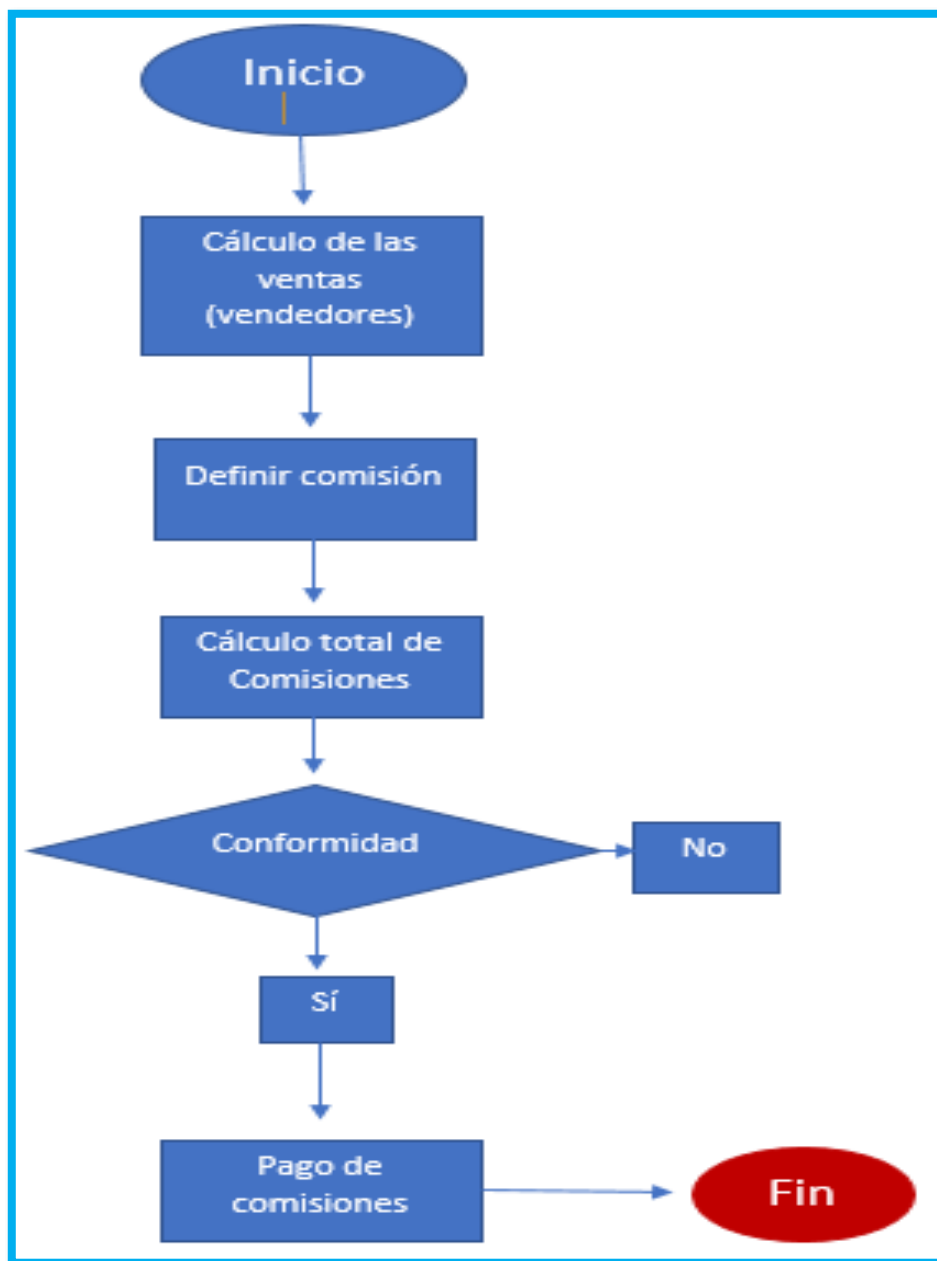 Inicio
Cálculo de las
ventas
(vendedores)
Definir comisión
Cálculo total de
Comisiones
Conformidad
No
Sí
Pago de
comisiones
Fin